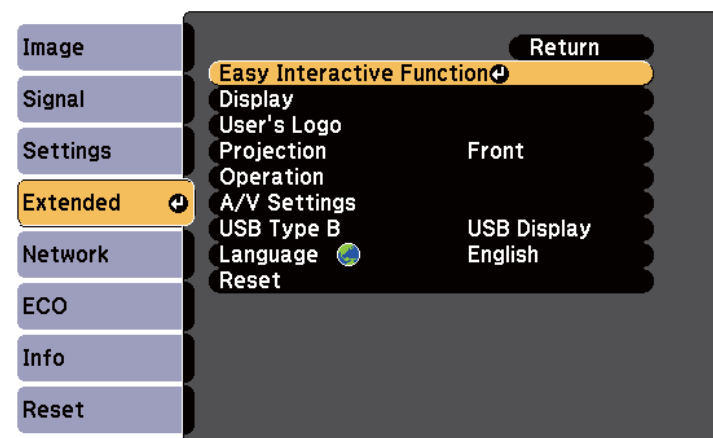 Image
Signal
Settings
Extended
Network
ECO
Info
Reset
Return
Easy Interactive Function
Display
User's Logo
Projection Front
Operation
A/V Settings
USB Type B USB Display
Language English
Reset